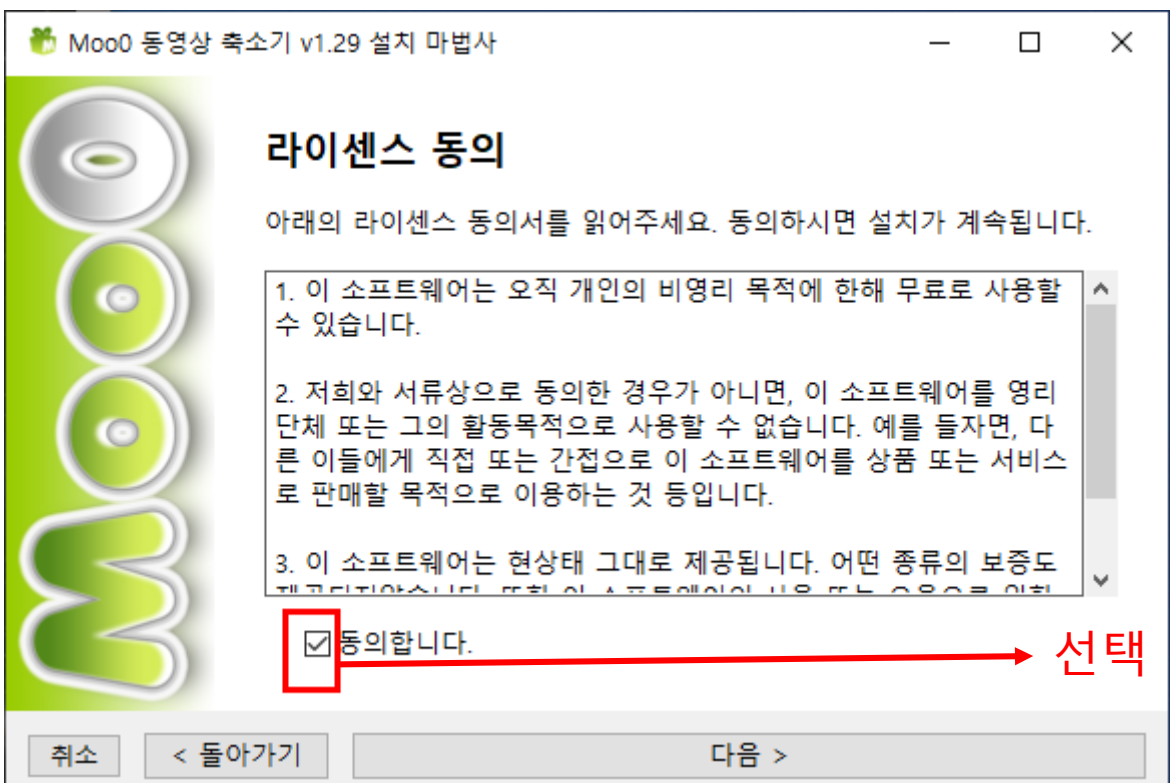 Moo0 동영상 축소기 v1.29 설치 마법사
Moo0
라이센스 동의
아래의 라이센스 동의서를 읽어주세요. 동의하시면 설치가 계속됩니다.
1. 이 소프트웨어는 오직 개인의 비영리 목적에 한해 무료로 사용할
수 있습니다.
2. 저희와 서류상으로 동의한 경우가 아니면, 이 소프트웨어를 영리
단체 또는 그의 활동목적으로 사용할 수 없습니다. 예를 들자면, 다
른 이들에게 직접 또는 간접으로 이 소프트웨어를 상품 또는 서비스
로 판매할 목적으로 이용하는 것 등입니다.
3. 이 소프트웨어는 현상태 그대로 제공됩니다. 어떤 종류의 보증도
동의합니다.
선택
취소
< 돌아가기
다음 >